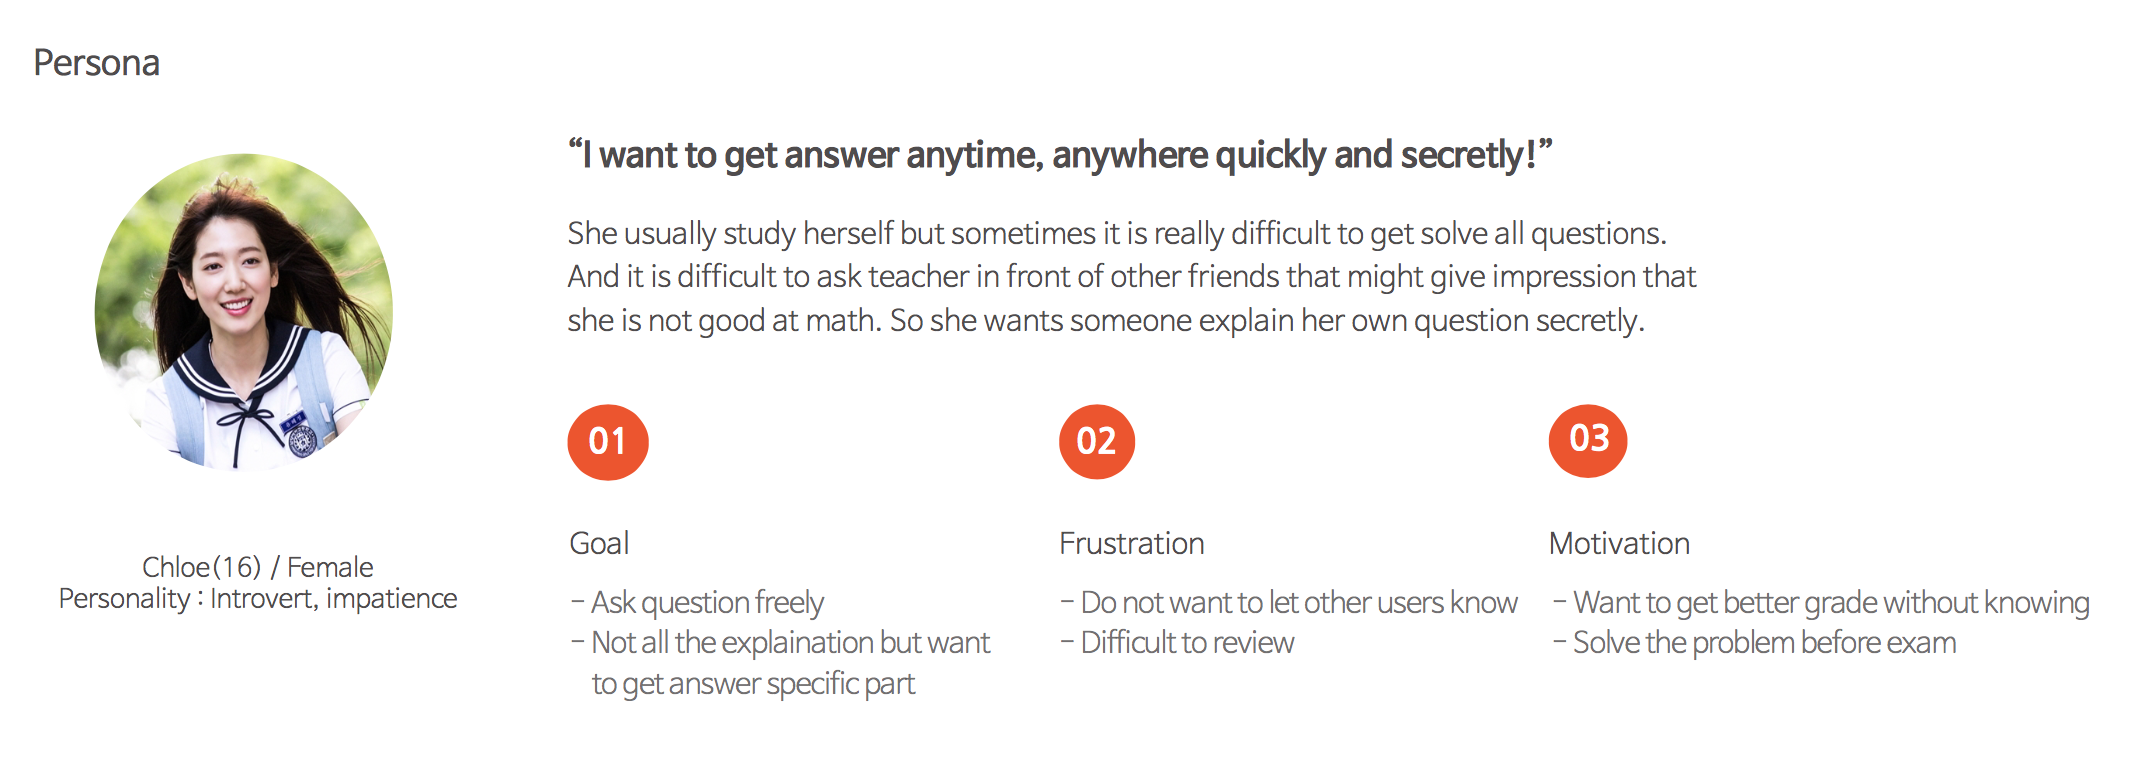 Persona
“I want to get answer anytime, anywhere quickly and secretly!”
She usually study herself but sometimes it is really difficult to get solve all questions.
And it is difficult to ask teacher in front of other friends that might give impression that
she is not good at math. So she wants someone explain her own question secretly.
Chloe(16) / Female
Personality : Introvert, impatience
01
Goal
- Ask question freely
- Not all the explaination but want
to get answer specific part
02
Frustration
- Do not want to let other users know
- Difficult to review
03
Motivation
- Want to get better grade without knowing
- Solve the problem before exam